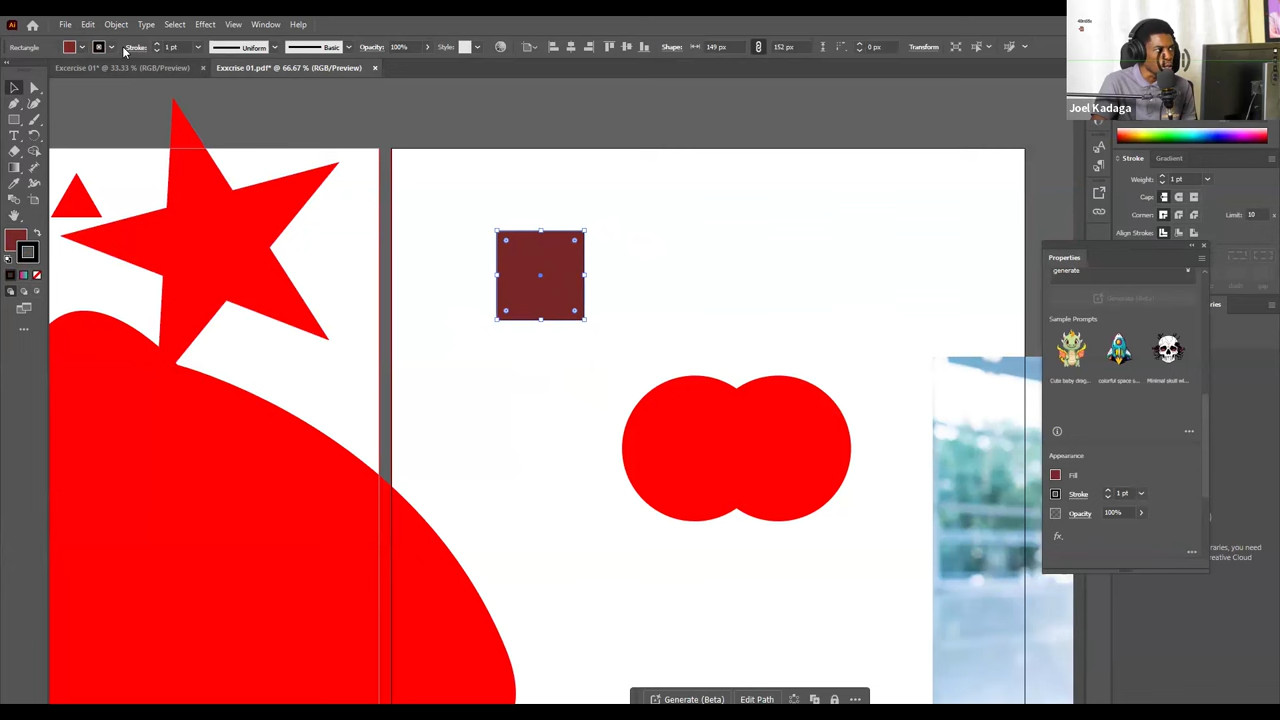 Ai File Edit Object Type Select Effect View Window Help
Rectangle Stroke: 1 pt Uniform Basic Opacity: 100% Style: Shape: 149 px 152 px 0 px Transform
Joel Kadaga
Excercise 01* @ 33.33 % (RGB/Preview) × Exxcrise 01.pdf* @ 66.67 % (RGB/Preview) ×
Stroke Gradient
Weight: 1 pt
Cap:
Corner: Limit: 10 x
Align Stroke:
Properties
generate
Generate (Beta)
Sample Prompts
Cute baby drag... colorful space s... Minimal skull wi...
Appearance
Fill
Stroke 1 pt
Opacity 100%
fx.
raries, you need
reative Cloud
Generate (Beta) Edit Path